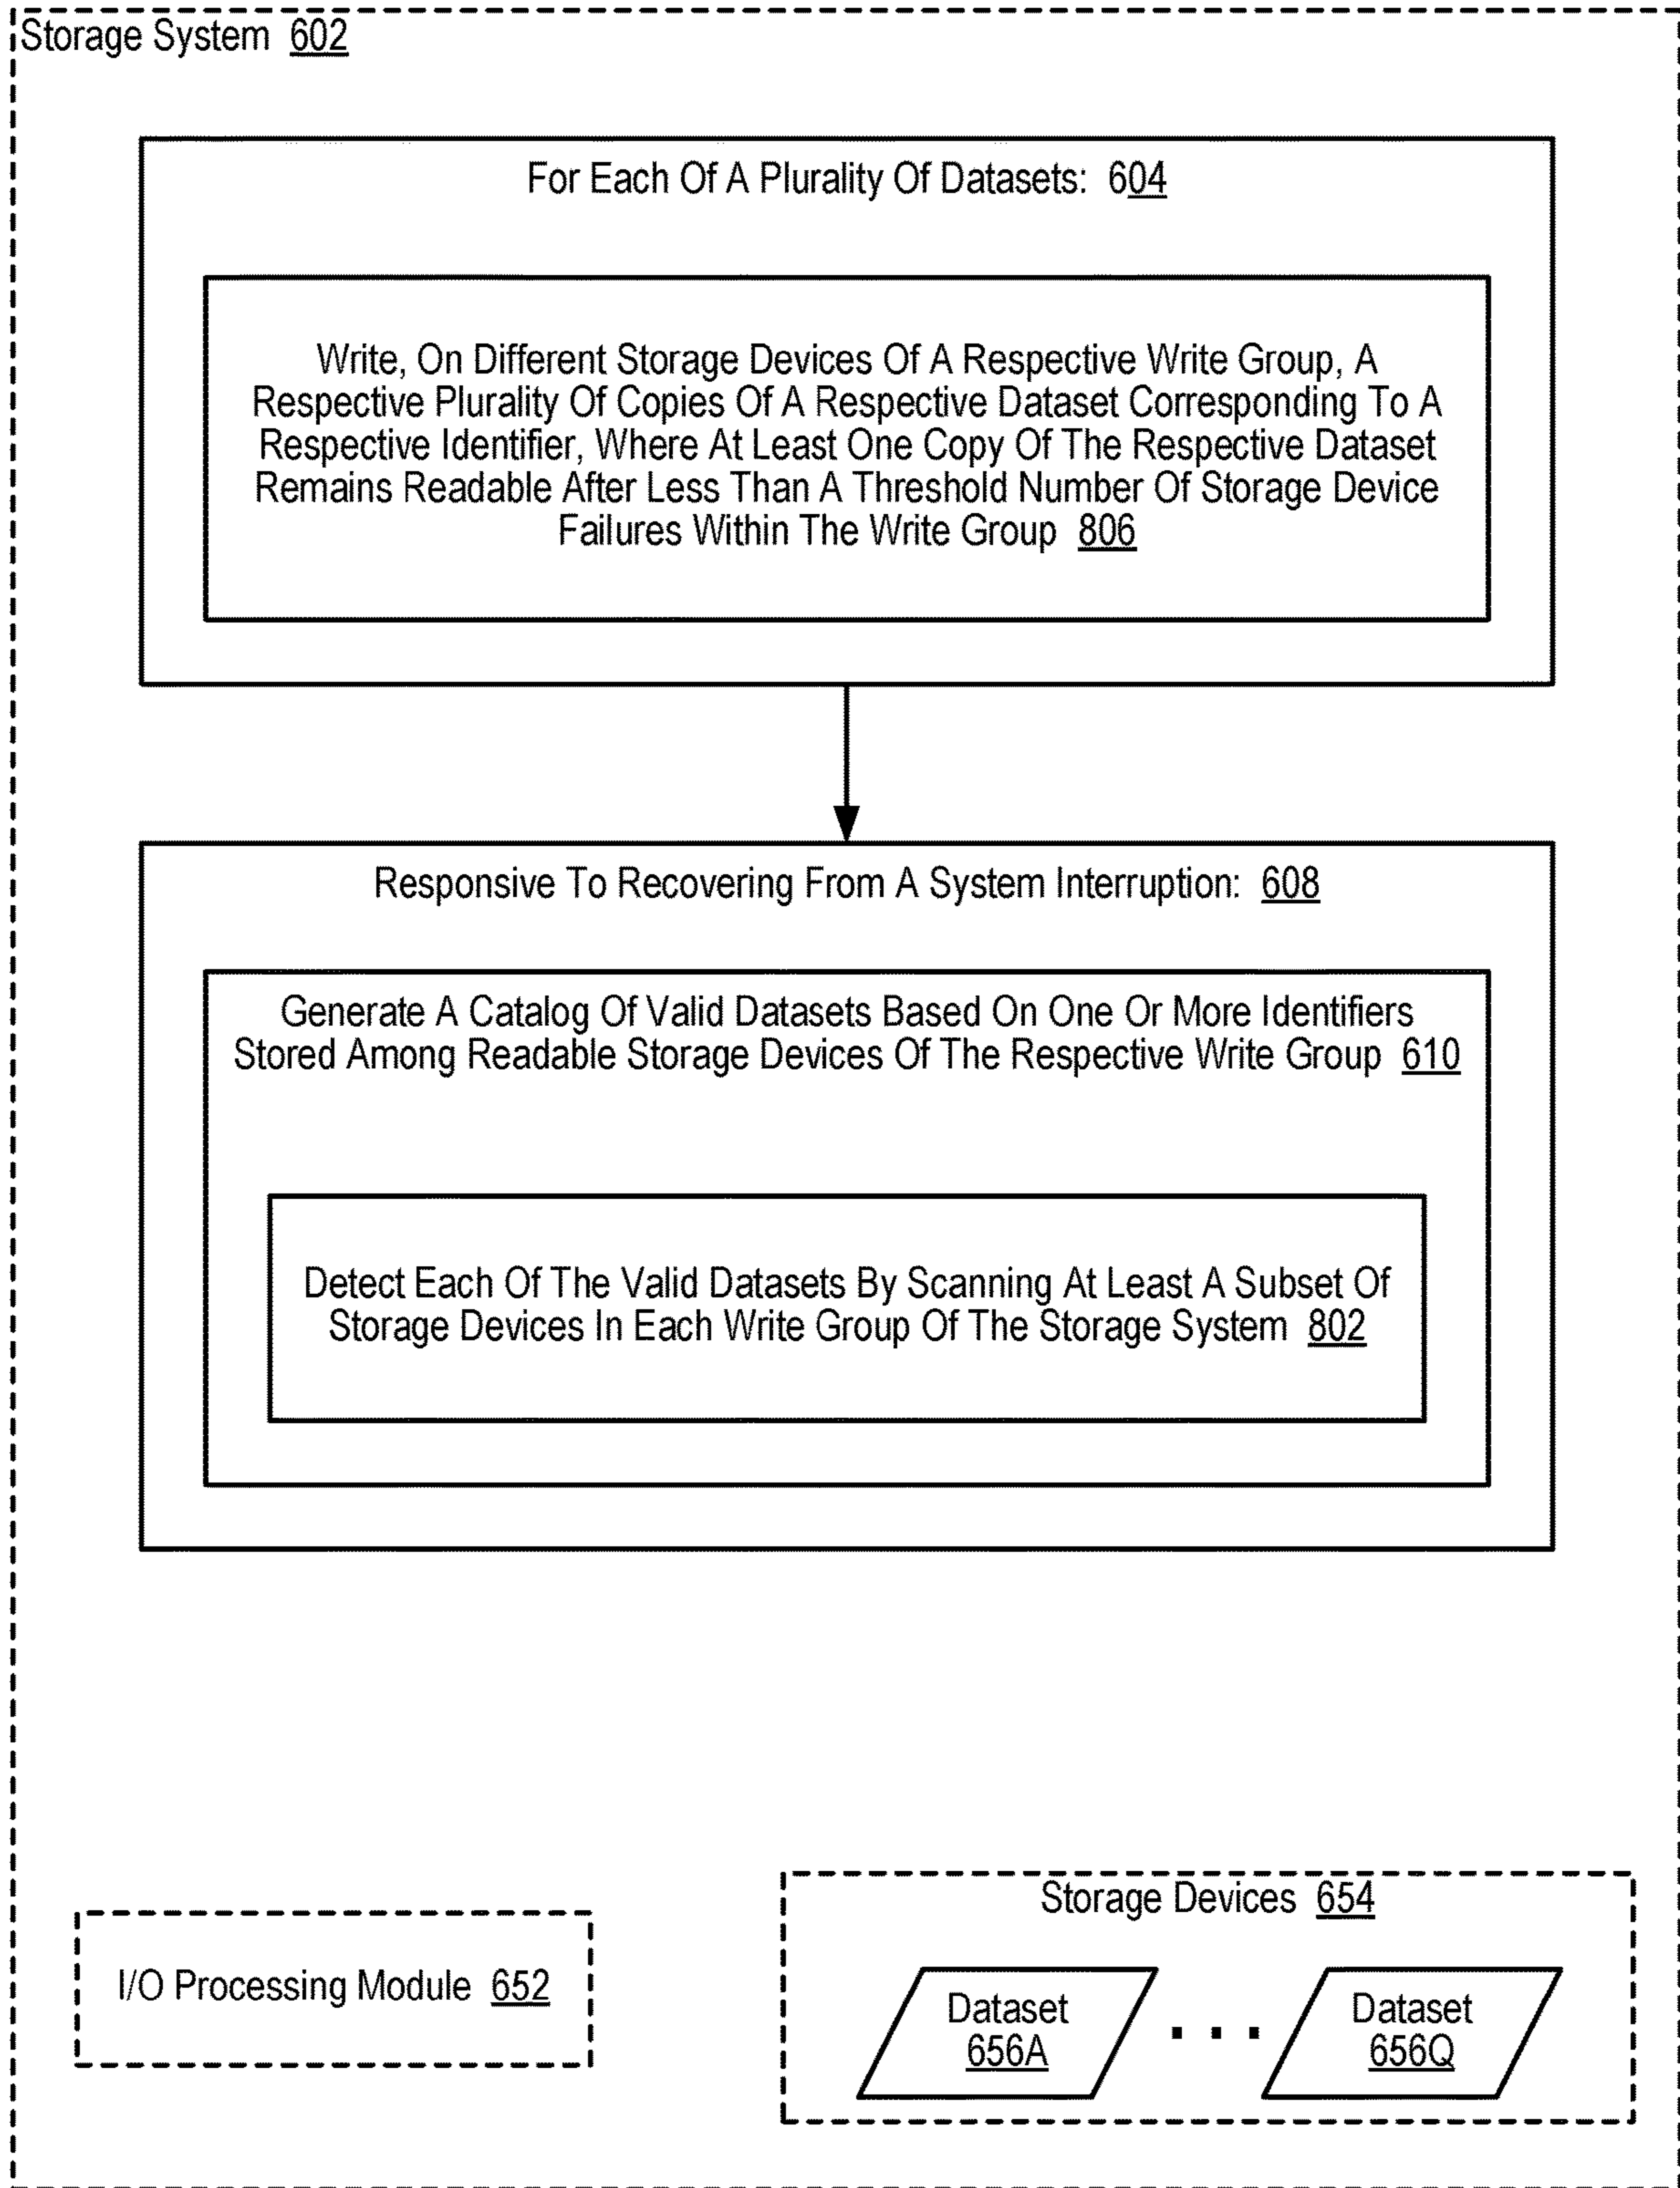 Storage System 602
For Each Of A Plurality Of Datasets: 604
Write, On Different Storage Devices Of A Respective Write Group, A
Respective Plurality Of Copies Of A Respective Dataset Corresponding To A
Respective Identifier, Where At Least One Copy Of The Respective Dataset
Remains Readable After Less Than A Threshold Number Of Storage Device
Failures Within The Write Group 806
Responsive To Recovering From A System Interruption: 608
Generate A Catalog Of Valid Datasets Based On One Or More Identifiers
Stored Among Readable Storage Devices Of The Respective Write Group 610
Detect Each Of The Valid Datasets By Scanning At Least A Subset Of
Storage Devices In Each Write Group Of The Storage System 802
I/O Processing Module 652
Storage Devices 654
Dataset
656A
. . .
Dataset
656Q